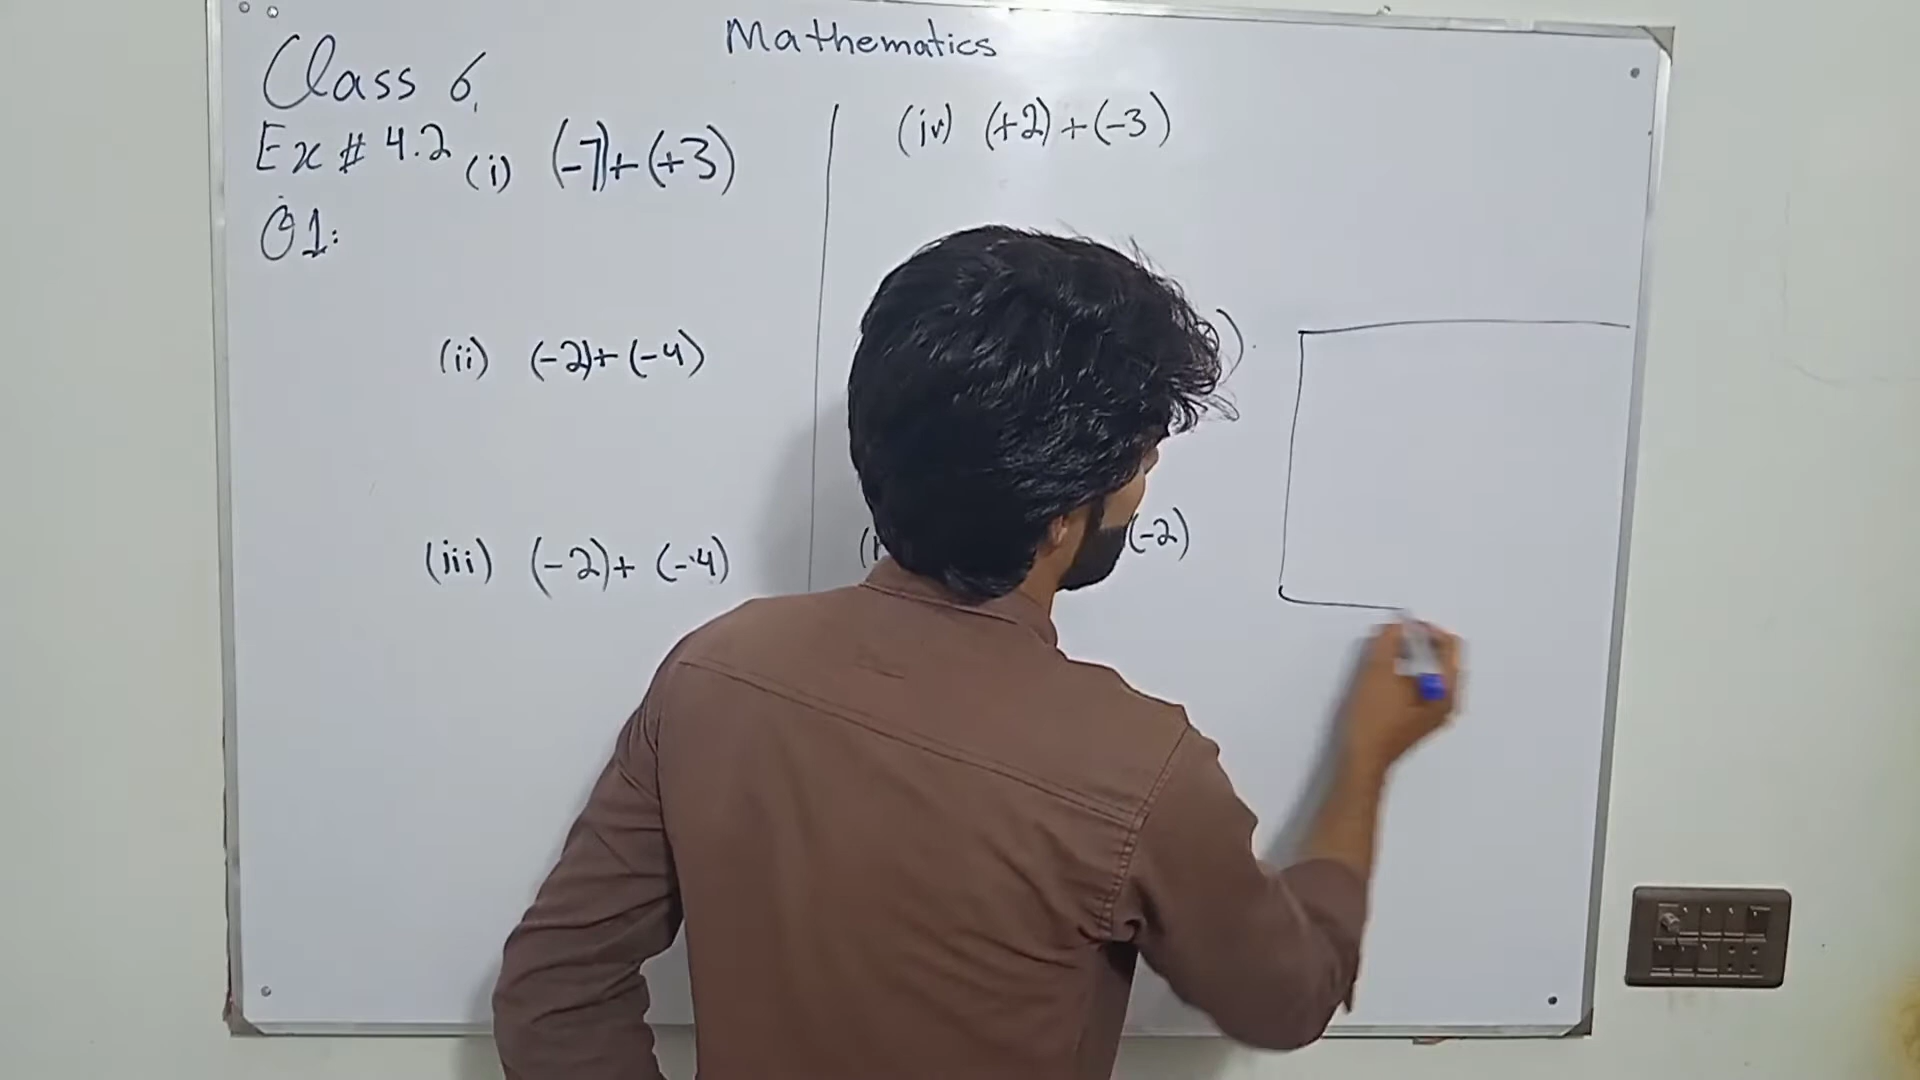 Mathematics
Class 6
Ex # 4.2
Q1:
(i) (-7)+(+3)
(ii) (-2)+(-4)
(iii) (-2)+(-4)
(iv) (+2)+(-3)
)
(-2)